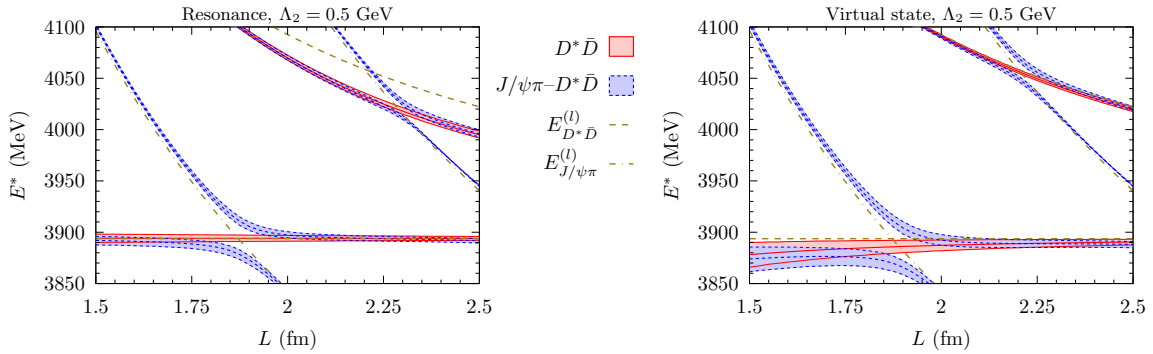 Resonance, Λ₂ = 0.5 GeV
4100
4050
4000
3950
3900
3850
E* (MeV)
1.5
1.75
2
2.25
2.5
L (fm)
D*D̄
J/ψπ–D*D̄
E^{(l)}_{D*D̄}
E^{(l)}_{J/ψπ}
Virtual state, Λ₂ = 0.5 GeV
4100
4050
4000
3950
3900
3850
E* (MeV)
1.5
1.75
2
2.25
2.5
L (fm)